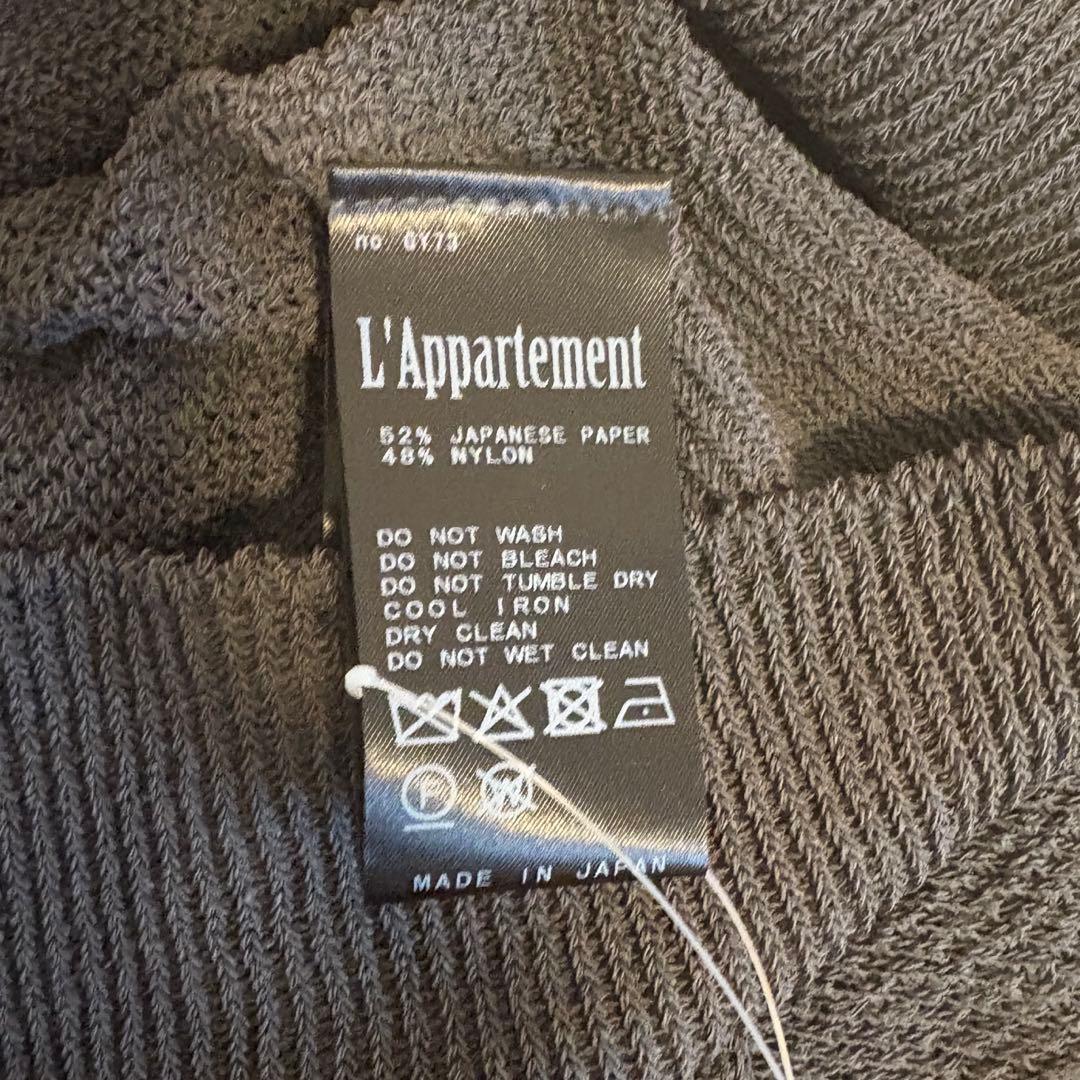 no GY73
L'Appartement
52% JAPANESE PAPER
48% NYLON
DO NOT WASH
DO NOT BLEACH
DO NOT TUMBLE DRY
COOL IRON
DRY CLEAN
DO NOT WET CLEAN
P W
MADE IN JAPAN